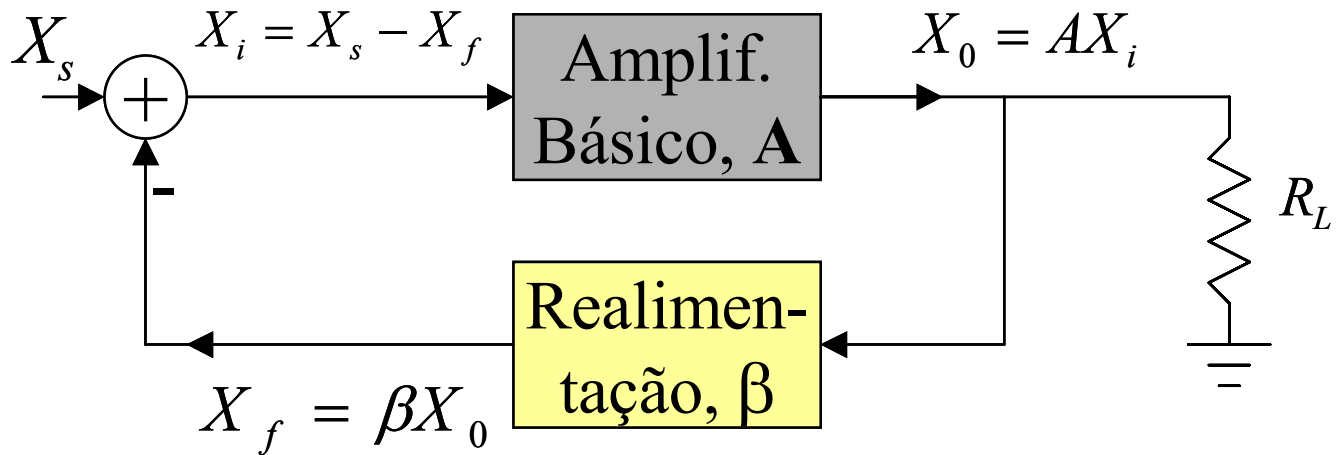 X_s
+
-
X_i = X_s - X_f
Amplif.
Básico, A
X_0 = AX_i
R_L
Realimen-
tação, β
X_f = βX_0